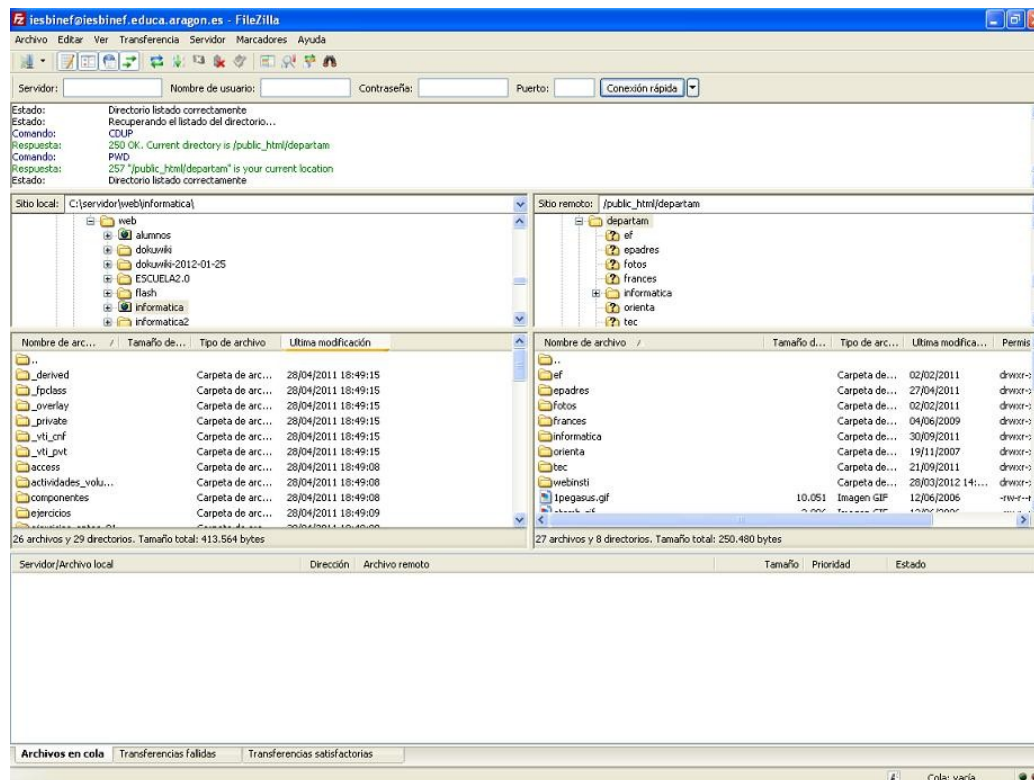 iesbinef@iesbinef.educa.aragon.es - FileZilla
Archivo Editar Ver Transferencia Servidor Marcadores Ayuda
Servidor: Nombre de usuario: Contraseña: Puerto: Conexión rápida
Estado: Directorio listado correctamente
Estado: Recuperando el listado del directorio...
Comando: CDUP
Respuesta: 250 OK. Current directory is /public_html/departam
Comando: PWD
Respuesta: 257 "/public_html/departam" is your current location
Estado: Directorio listado correctamente
Sitio local: C:\servidor\web\informatica\
web
alumnos
dokuwiki
dokuwiki-2012-01-25
ESCUELA2.0
flash
informatica
informatica2
Sitio remoto: /public_html/departam
departam
ef
epadres
fotos
frances
informatica
orienta
tec
Nombre de arc... / Tamaño de... Tipo de archivo Ultima modificación
..
_derived Carpeta de arc... 28/04/2011 18:49:15
_fpclass Carpeta de arc... 28/04/2011 18:49:15
_overlay Carpeta de arc... 28/04/2011 18:49:15
_private Carpeta de arc... 28/04/2011 18:49:15
_vti_cnf Carpeta de arc... 28/04/2011 18:49:15
_vti_pvt Carpeta de arc... 28/04/2011 18:49:15
access Carpeta de arc... 28/04/2011 18:49:08
actividades_volu... Carpeta de arc... 28/04/2011 18:49:08
componentes Carpeta de arc... 28/04/2011 18:49:08
ejercicios Carpeta de arc... 28/04/2011 18:49:09
26 archivos y 29 directorios. Tamaño total: 413.564 bytes
Nombre de archivo / Tamaño d... Tipo de arc... Ultima modifica... Permis
..
ef Carpeta de... 02/02/2011 drwxr-
epadres Carpeta de... 27/04/2011 drwxr-
fotos Carpeta de... 02/02/2011 drwxr-
frances Carpeta de... 04/06/2009 drwxr-
informatica Carpeta de... 30/09/2011 drwxr-
orienta Carpeta de... 19/11/2007 drwxr-
tec Carpeta de... 21/09/2011 drwxr-
webinsti Carpeta de... 28/03/2012 14:... drwxr-
1pegasus.gif 10.051 Imagen GIF 12/06/2006 -rw-r--r
27 archivos y 8 directorios. Tamaño total: 250.480 bytes
Servidor/Archivo local Dirección Archivo remoto Tamaño Prioridad Estado
Archivos en cola Transferencias fallidas Transferencias satisfactorias
Cola: vacía